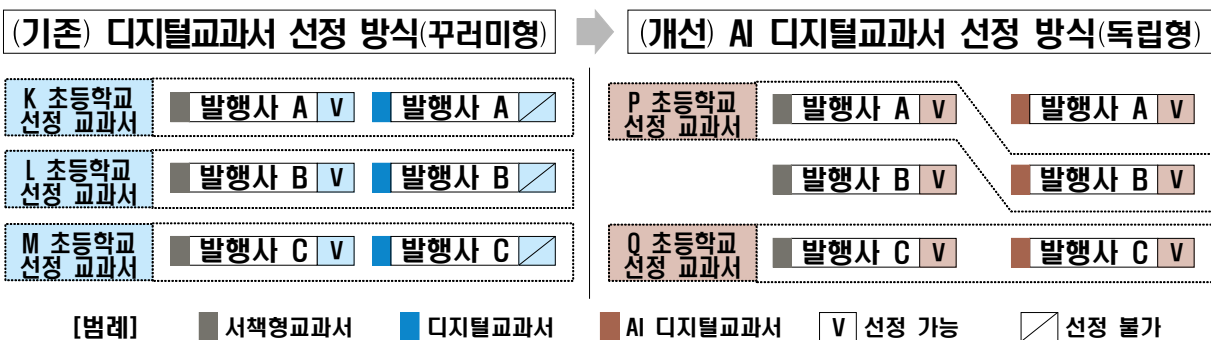 (기존) 디지털교과서 선정 방식(꾸러미형)
(개선) AI 디지털교과서 선정 방식(독립형)
K 초등학교
선정 교과서
발행사 A V
발행사 A
L 초등학교
선정 교과서
발행사 B V
발행사 B
M 초등학교
선정 교과서
발행사 C V
발행사 C
P 초등학교
선정 교과서
발행사 A V
발행사 A V
발행사 B V
발행사 B V
Q 초등학교
선정 교과서
발행사 C V
발행사 C V
[범례] 서책형교과서 디지털교과서 AI 디지털교과서 V 선정 가능 선정 불가